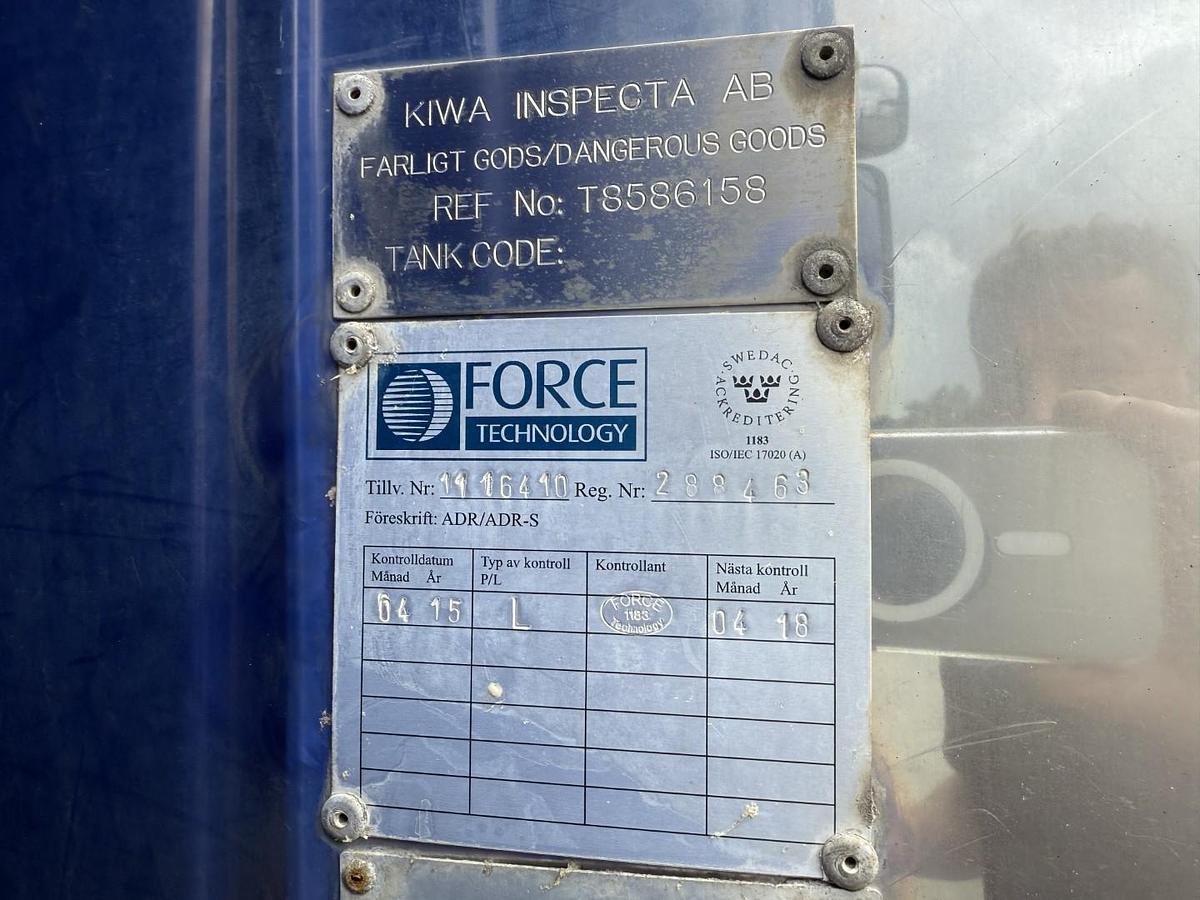 KIWA INSPECTA AB
FARLIGT GODS/DANGEROUS GOODS
REF No: T8586158
TANK CODE:
FORCE
TECHNOLOGY
·SWEDAC·
ACKREDITERING
1183
ISO/IEC 17020 (A)
Tillv. Nr: 1116410 Reg. Nr: 288463
Föreskrift: ADR/ADR-S
Kontrolldatum Typ av kontroll Kontrollant Nästa kontroll
Månad År P/L Månad År
04 15 L FORCE 1183 Technology 04 18